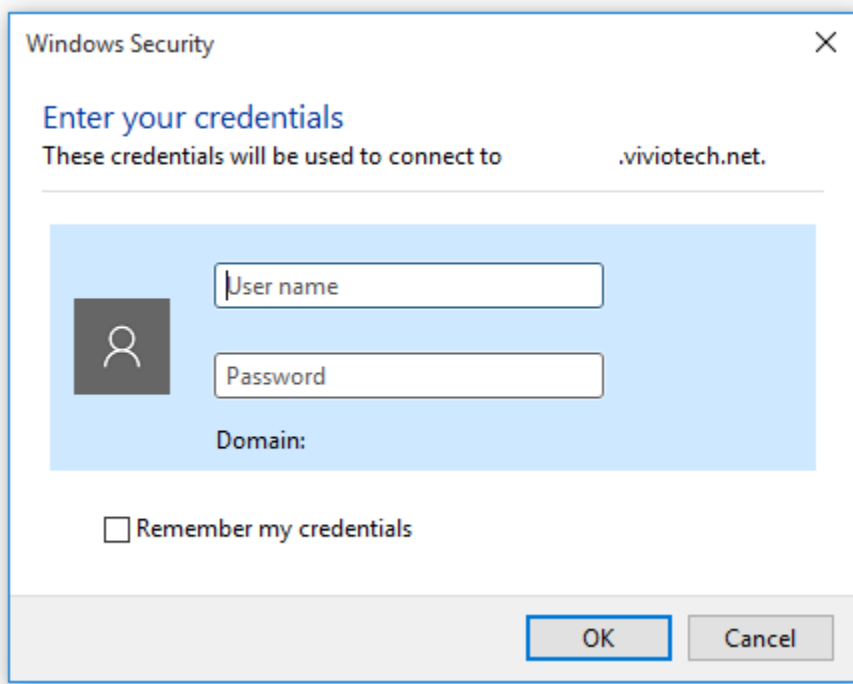 Windows Security
Enter your credentials
These credentials will be used to connect to .viviotech.net.
User name
Password
Domain:
Remember my credentials
OK Cancel